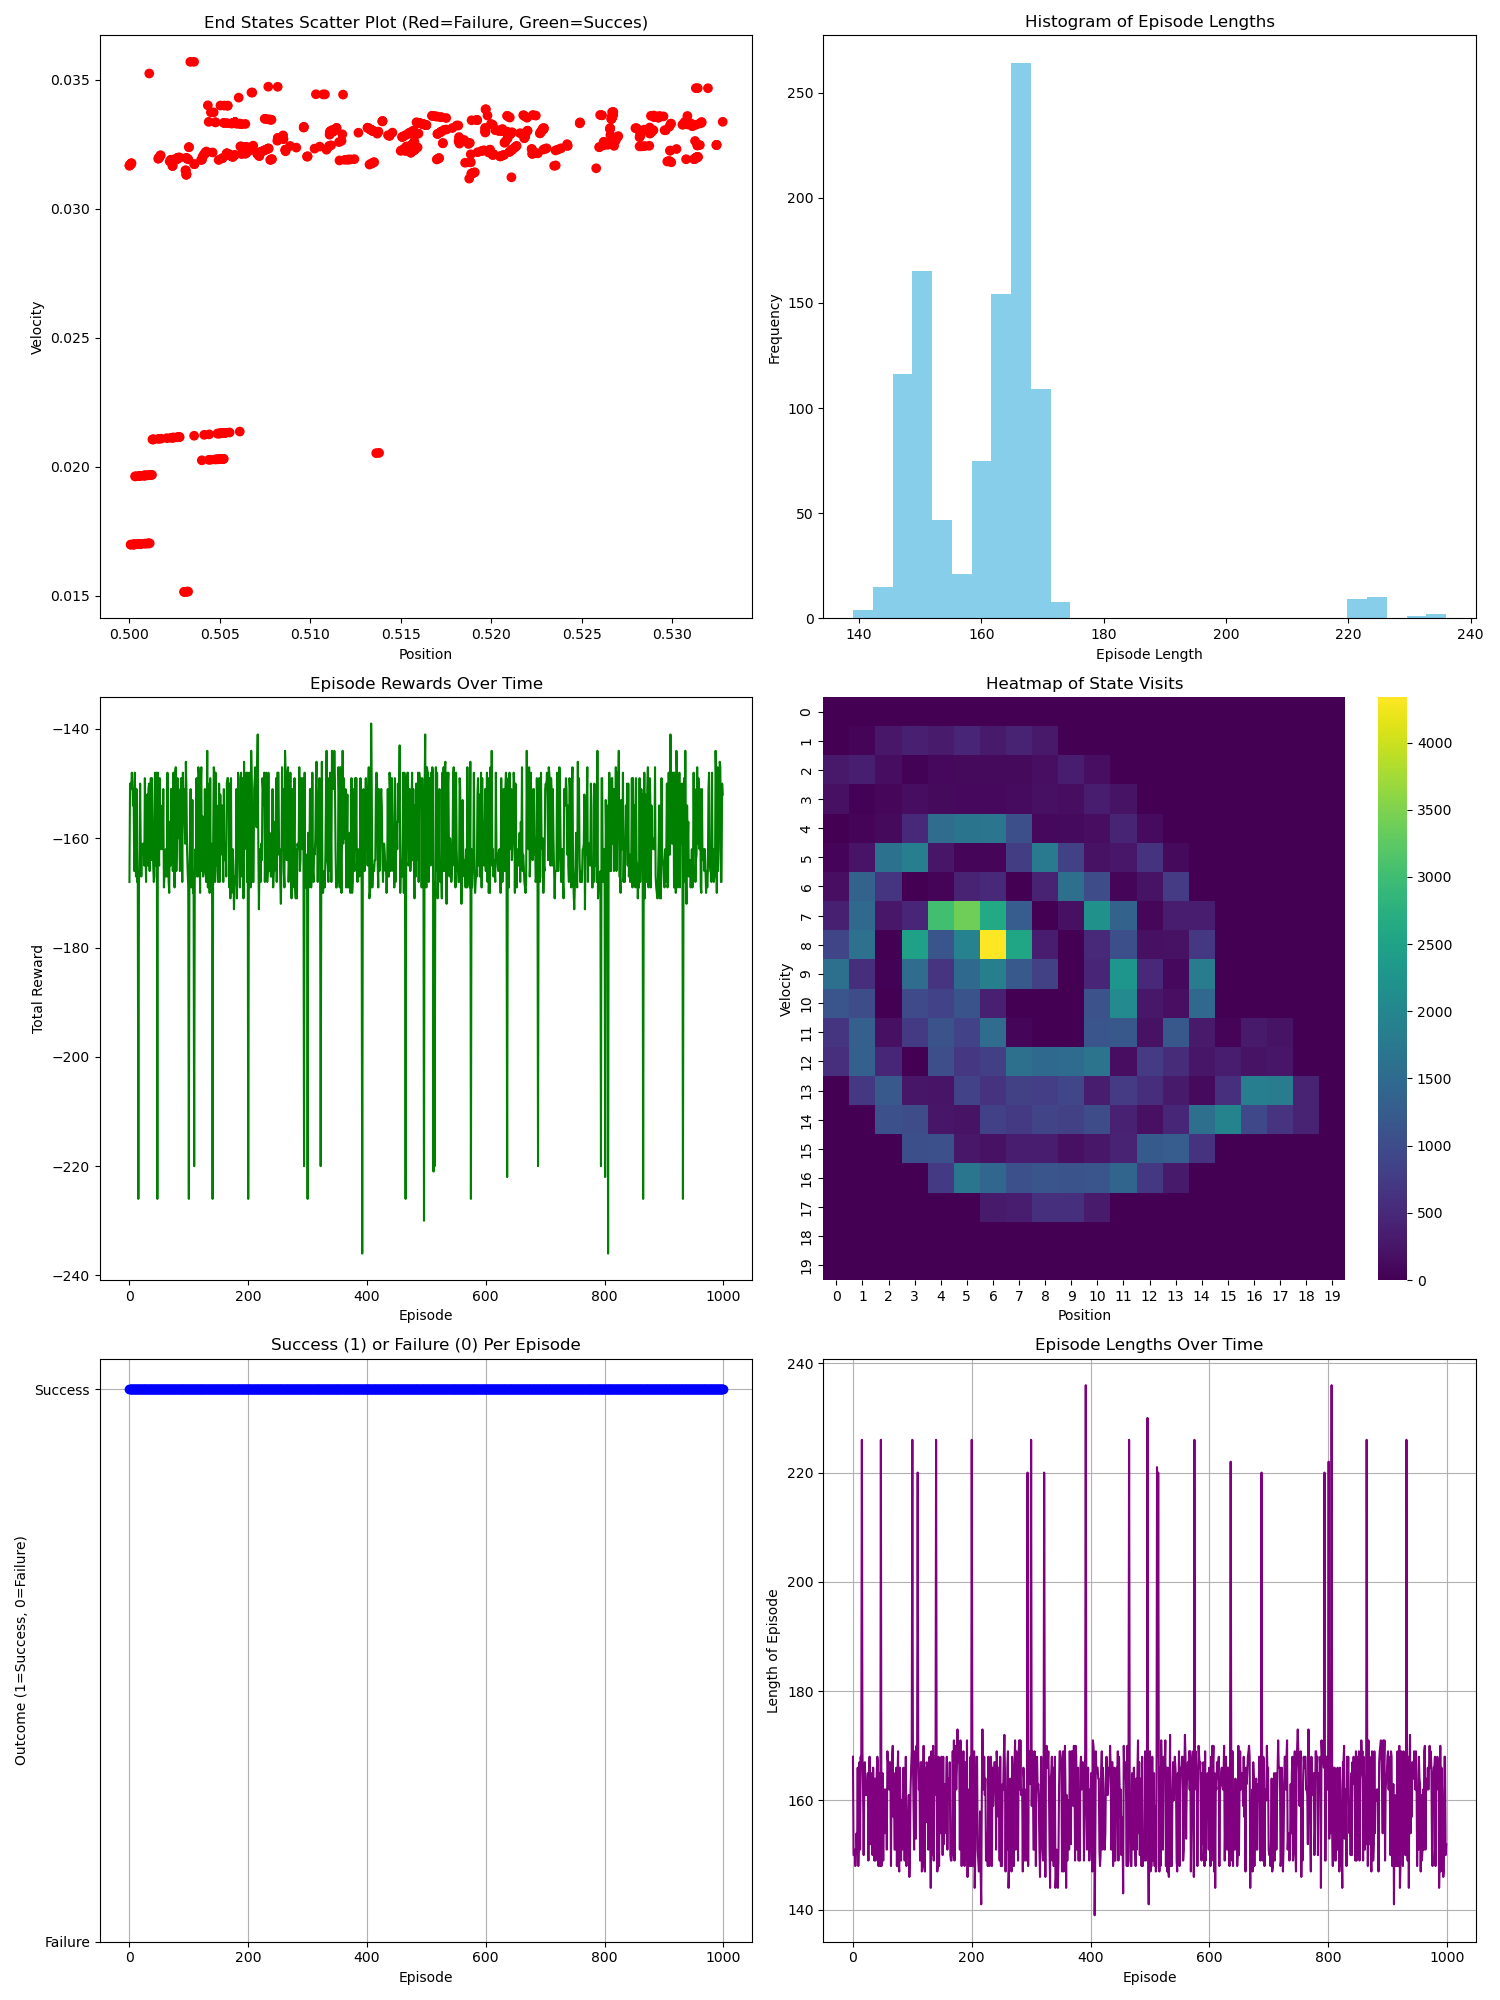 End States Scatter Plot (Red=Failure, Green=Succes)
Velocity
0.035
0.030
0.025
0.020
0.015
0.500 0.505 0.510 0.515 0.520 0.525 0.530
Position
Histogram of Episode Lengths
Frequency
250
200
150
100
50
0
140 160 180 200 220 240
Episode Length
Episode Rewards Over Time
Total Reward
−140
−160
−180
−200
−220
−240
0 200 400 600 800 1000
Episode
Heatmap of State Visits
Velocity
0
1
2
3
4
5
6
7
8
9
10
11
12
13
14
15
16
17
18
19
0 1 2 3 4 5 6 7 8 9 10 11 12 13 14 15 16 17 18 19
Position
4000
3500
3000
2500
2000
1500
1000
500
0
Success (1) or Failure (0) Per Episode
Outcome (1=Success, 0=Failure)
Success
Failure
0 200 400 600 800 1000
Episode
Episode Lengths Over Time
Length of Episode
240
220
200
180
160
140
0 200 400 600 800 1000
Episode